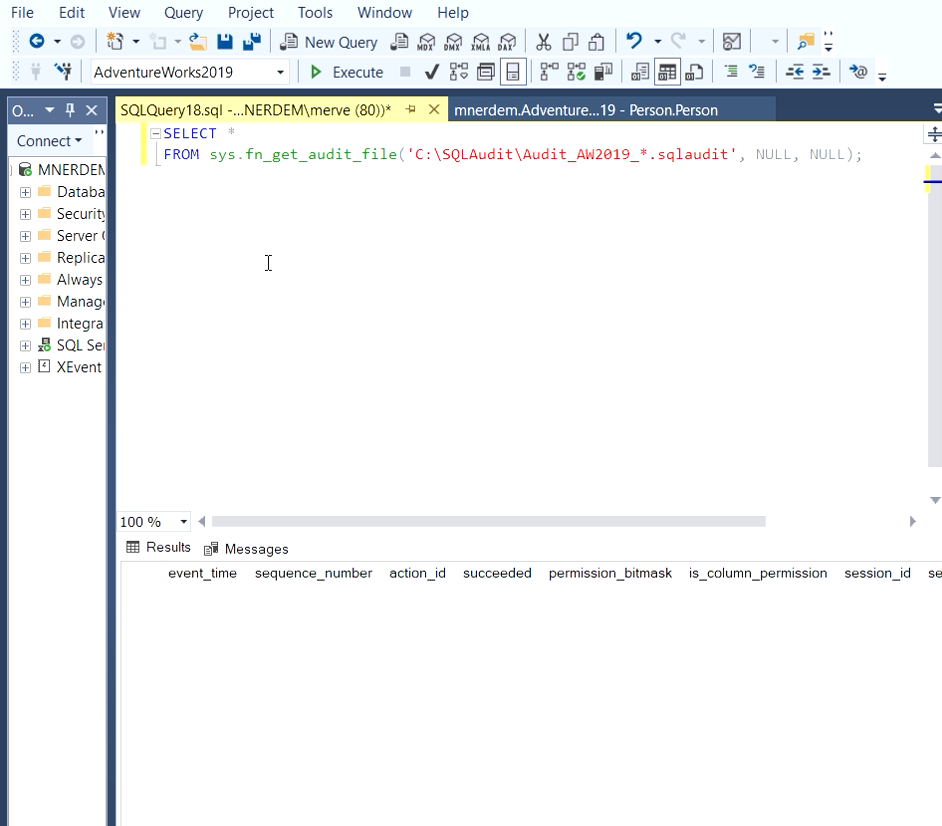 File Edit View Query Project Tools Window Help
New Query MDX DMX XMLA DAX
AdventureWorks2019 Execute
O... SQLQuery18.sql -...NERDEM\merve (80))* mnerdem.Adventure...19 - Person.Person
Connect
SELECT *
FROM sys.fn_get_audit_file('C:\SQLAudit\Audit_AW2019_*.sqlaudit', NULL, NULL);
MNERDEM
Databa
Security
Server
Replica
Always
Manag
Integra
SQL Se
XEvent
100 %
Results Messages
event_time sequence_number action_id succeeded permission_bitmask is_column_permission session_id se